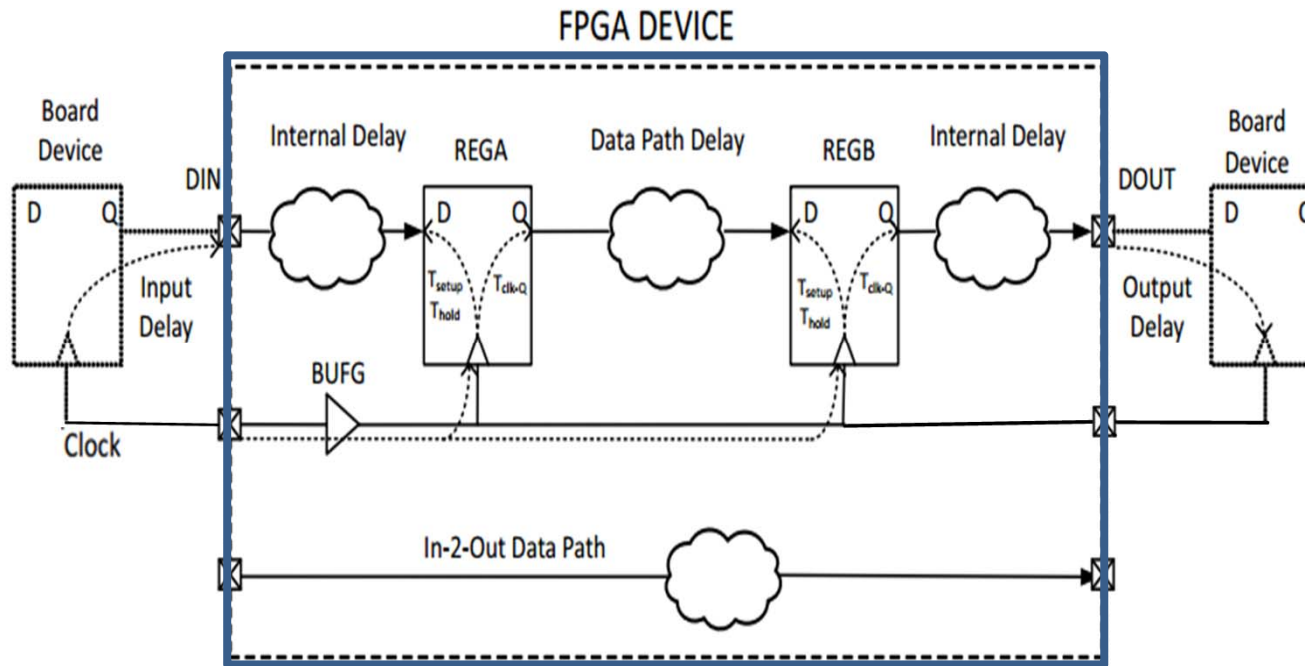 FPGA DEVICE
Board
Device
D Q
Input
Delay
Clock
DIN
Internal Delay
REGA
D Q
Tsetup
Thold
Tclk-Q
BUFG
Data Path Delay
REGB
D Q
Tsetup
Thold
Tclk-Q
Internal Delay
DOUT
Output
Delay
Board
Device
D Q
In-2-Out Data Path